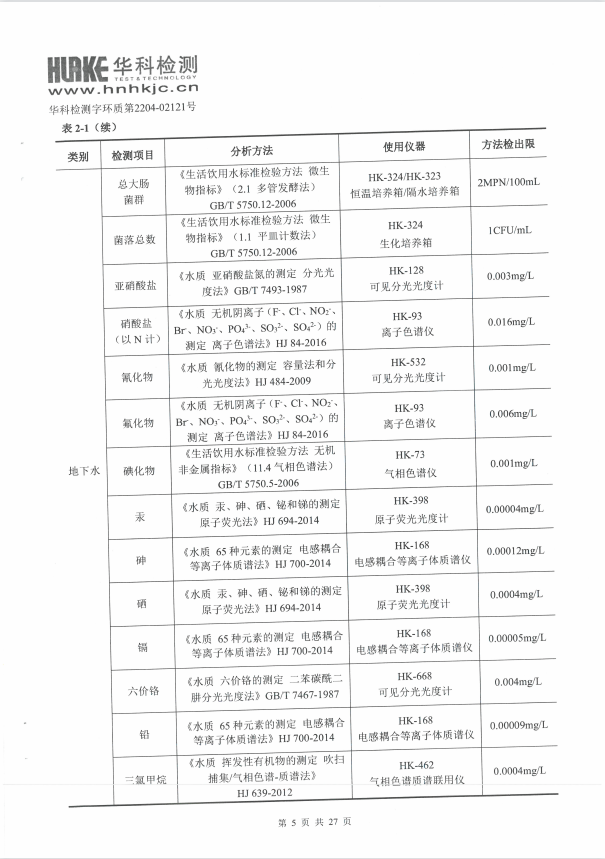 HURKE 华科检测
TEST & TECHNOLOGY
www.hnhkjc.cn
华科检测字环质第2204-02121号
表 2-1（续）
类别 检测项目 分析方法 使用仪器 方法检出限
地下水
总大肠
菌群
《生活饮用水标准检验方法 微生
物指标》（2.1 多管发酵法）
GB/T 5750.12-2006
HK-324/HK-323
恒温培养箱/隔水培养箱
2MPN/100mL
菌落总数
《生活饮用水标准检验方法 微生
物指标》（1.1 平皿计数法）
GB/T 5750.12-2006
HK-324
生化培养箱
1CFU/mL
亚硝酸盐
《水质 亚硝酸盐氮的测定 分光光
度法》GB/T 7493-1987
HK-128
可见分光光度计
0.003mg/L
硝酸盐
（以 N 计）
《水质 无机阴离子（F⁻、Cl⁻、NO₂⁻、
Br⁻、NO₃⁻、PO₄³⁻、SO₃²⁻、SO₄²⁻）的
测定 离子色谱法》HJ 84-2016
HK-93
离子色谱仪
0.016mg/L
氰化物
《水质 氰化物的测定 容量法和分
光光度法》HJ 484-2009
HK-532
可见分光光度计
0.001mg/L
氟化物
《水质 无机阴离子（F⁻、Cl⁻、NO₂⁻、
Br⁻、NO₃⁻、PO₄³⁻、SO₃²⁻、SO₄²⁻）的
测定 离子色谱法》HJ 84-2016
HK-93
离子色谱仪
0.006mg/L
碘化物
《生活饮用水标准检验方法 无机
非金属指标》（11.4 气相色谱法）
GB/T 5750.5-2006
HK-73
气相色谱仪
0.001mg/L
汞
《水质 汞、砷、硒、铋和锑的测定
原子荧光法》HJ 694-2014
HK-398
原子荧光光度计
0.00004mg/L
砷
《水质 65 种元素的测定 电感耦合
等离子体质谱法》HJ 700-2014
HK-168
电感耦合等离子体质谱仪
0.00012mg/L
硒
《水质 汞、砷、硒、铋和锑的测定
原子荧光法》HJ 694-2014
HK-398
原子荧光光度计
0.0004mg/L
镉
《水质 65 种元素的测定 电感耦合
等离子体质谱法》HJ 700-2014
HK-168
电感耦合等离子体质谱仪
0.00005mg/L
六价铬
《水质 六价铬的测定 二苯碳酰二
肼分光光度法》GB/T 7467-1987
HK-668
可见分光光度计
0.004mg/L
铅
《水质 65 种元素的测定 电感耦合
等离子体质谱法》HJ 700-2014
HK-168
电感耦合等离子体质谱仪
0.00009mg/L
三氯甲烷
《水质 挥发性有机物的测定 吹扫
捕集/气相色谱-质谱法》
HJ 639-2012
HK-462
气相色谱质谱联用仪
0.0004mg/L
第 5 页 共 27 页